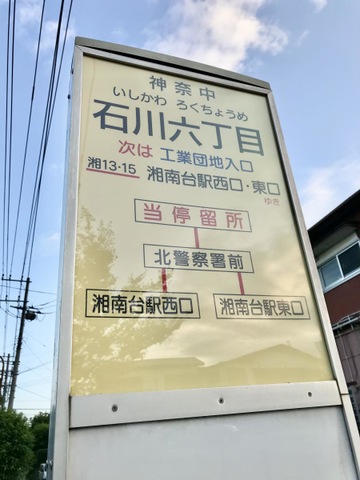 神奈中
いしかわ ろくちょうめ
石川六丁目
次は 工業団地入口
湘13・15 湘南台駅西口・東口 ゆき
当停留所
北警察署前
湘南台駅西口 湘南台駅東口